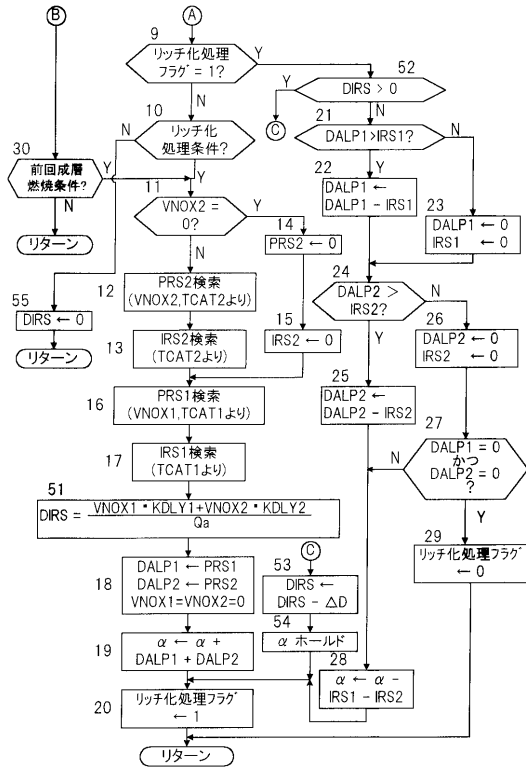 B
A
9
リッチ化処理
フラグ = 1?
Y
N
52
DIRS > 0
Y
N
C
10
リッチ化
処理条件?
N
Y
21
DALP1>IRS1?
N
Y
30
前回成層
燃焼条件?
Y
N
リターン
11
VNOX2 =
0?
Y
N
22
DALP1 ←
DALP1 - IRS1
23
DALP1 ← 0
IRS1 ← 0
14
PRS2 ← 0
12
PRS2検索
(VNOX2,TCAT2より)
24
DALP2 >
IRS2?
N
Y
55
DIRS ← 0
リターン
13
IRS2検索
(TCAT2より)
15
IRS2 ← 0
26
DALP2 ← 0
IRS2 ← 0
16
PRS1検索
(VNOX1,TCAT1より)
25
DALP2 ←
DALP2 - IRS2
17
IRS1検索
(TCAT1より)
27
DALP1 = 0
かつ
DALP2 = 0
?
N
Y
51
DIRS = VNOX1・KDLY1+VNOX2・KDLY2
Qa
29
リッチ化処理フラグ
← 0
18
DALP1 ← PRS1
DALP2 ← PRS2
VNOX1=VNOX2=0
C
53
DIRS ←
DIRS - ΔD
54
α ホールド
19
α ← α +
DALP1 + DALP2
28
α ← α -
IRS1 - IRS2
20
リッチ化処理フラグ
← 1
リターン